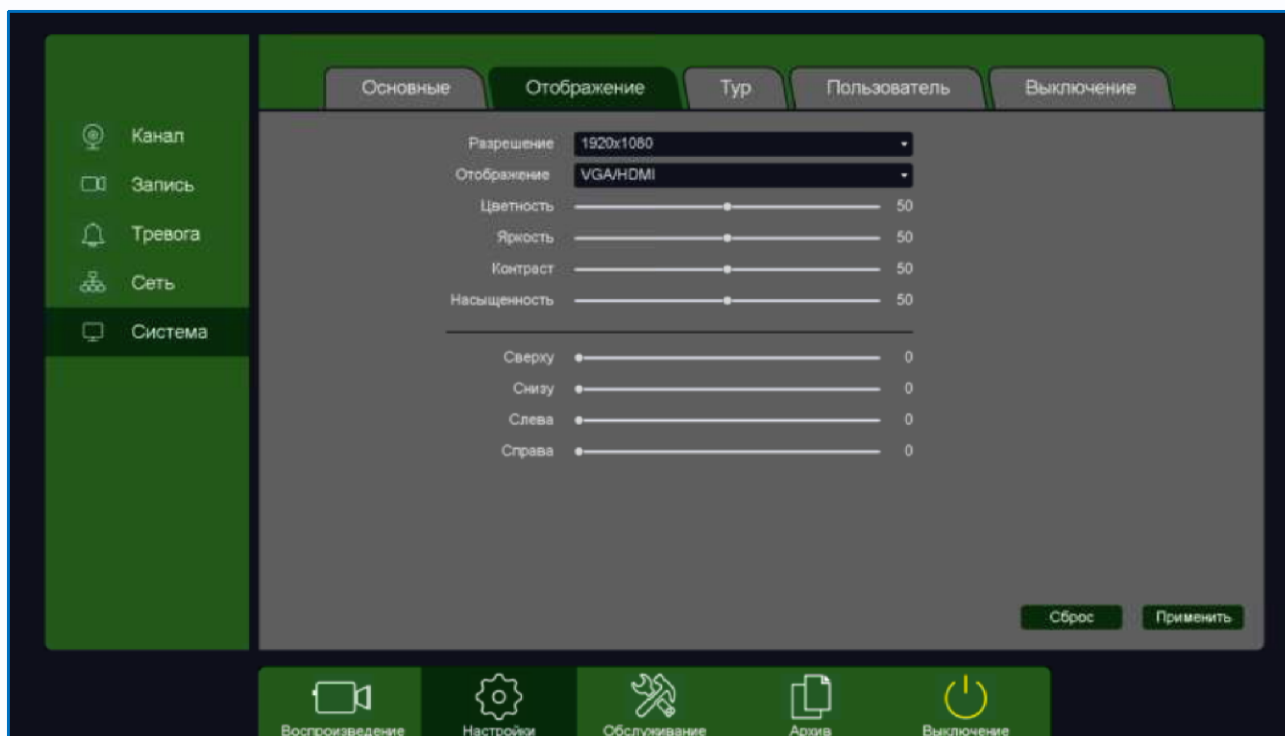 Основные Отображение Тур Пользователь Выключение
Канал
Запись
Тревога
Сеть
Система
Разрешение 1920x1080
Отображение VGA/HDMI
Цветность 50
Яркость 50
Контраст 50
Насыщенность 50
Сверху 0
Снизу 0
Слева 0
Справа 0
Сброс Применить
Воспроизведение Настройки Обслуживание Архив Выключение